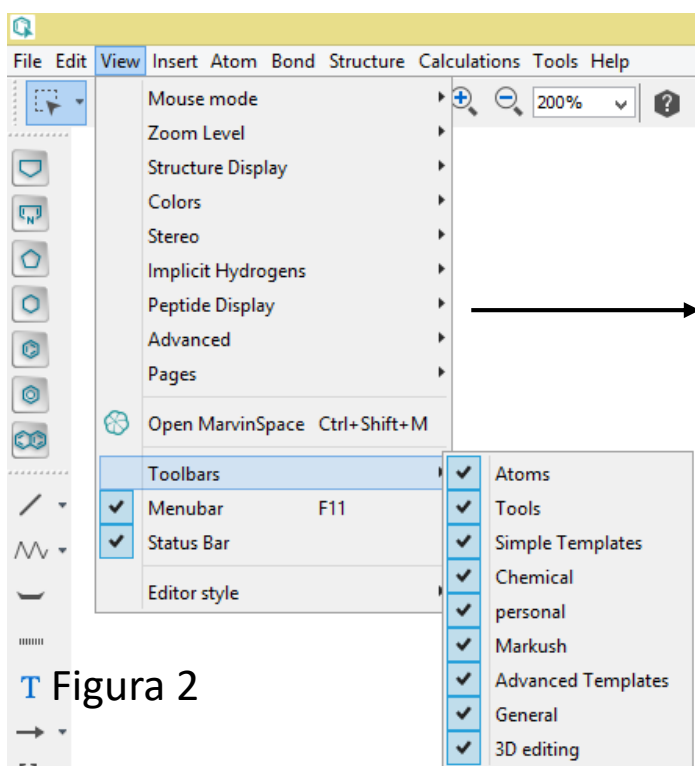 File Edit View Insert Atom Bond Structure Calculations Tools Help
200%
Mouse mode
Zoom Level
Structure Display
Colors
Stereo
Implicit Hydrogens
Peptide Display
Advanced
Pages
Open MarvinSpace Ctrl+Shift+M
Toolbars
Menubar F11
Status Bar
Editor style
Atoms
Tools
Simple Templates
Chemical
personal
Markush
Advanced Templates
General
3D editing
N
T Figura 2